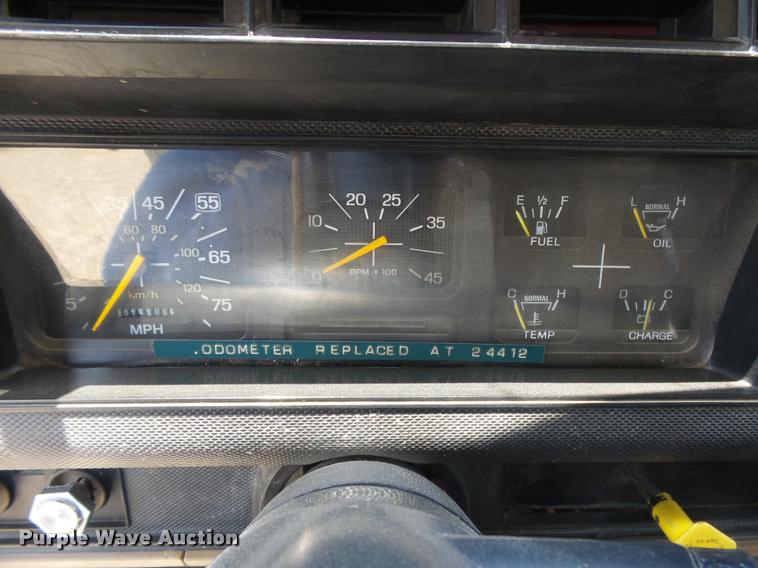 35 45 55
20 25
E ½ F
L NORMAL H
60 80
10 35
65
100
FUEL
OIL
0 45
RPM × 100
km/h
120
5
75
C NORMAL H
D C
MPH
TEMP
CHARGE
.ODOMETER REPLACED AT 24412
Purple Wave Auction